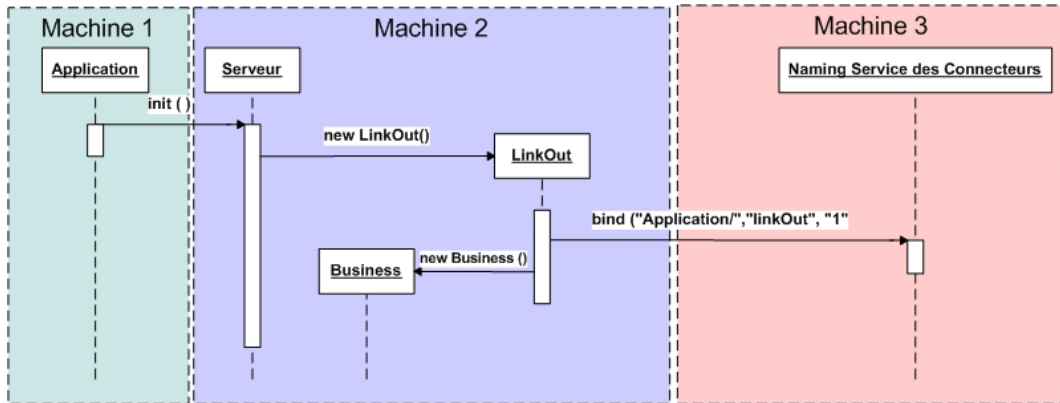 Machine 1
Machine 2
Machine 3
Application
Serveur
Naming Service des Connecteurs
init ( )
new LinkOut()
LinkOut
bind ("Application/","linkOut", "1"
new Business ()
Business